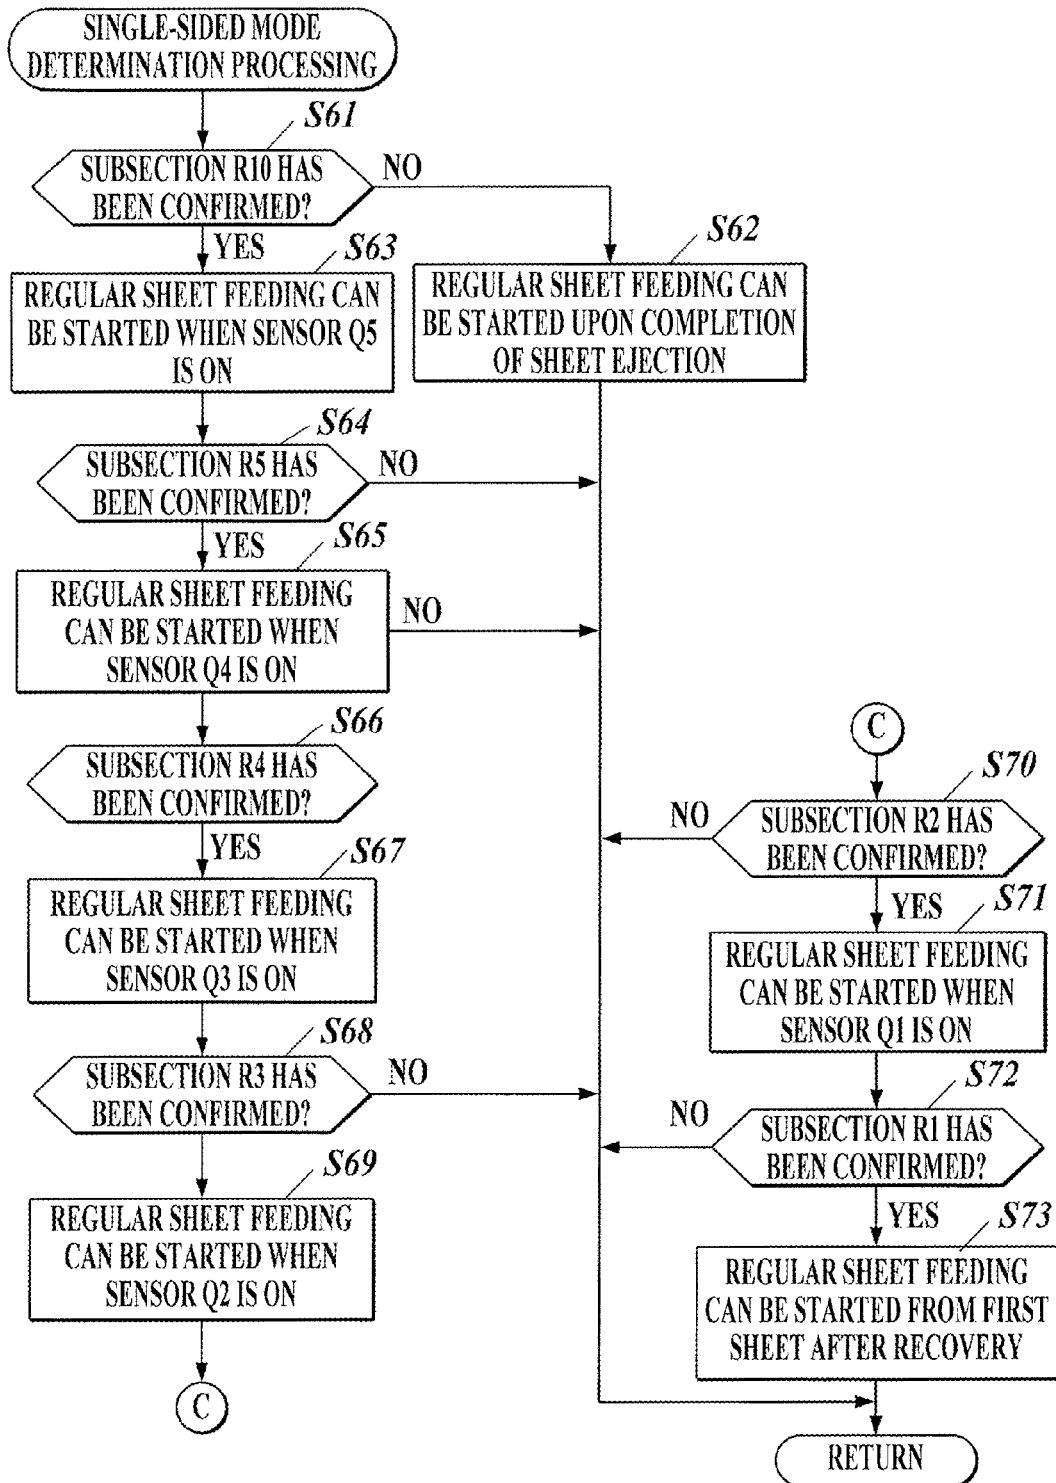 SINGLE-SIDED MODE
DETERMINATION PROCESSING
S61
SUBSECTION R10 HAS
BEEN CONFIRMED?
NO
YES
S62
REGULAR SHEET FEEDING CAN
BE STARTED UPON COMPLETION
OF SHEET EJECTION
S63
REGULAR SHEET FEEDING CAN
BE STARTED WHEN SENSOR Q5
IS ON
S64
SUBSECTION R5 HAS
BEEN CONFIRMED?
NO
YES
S65
REGULAR SHEET FEEDING
CAN BE STARTED WHEN
SENSOR Q4 IS ON
NO
S66
SUBSECTION R4 HAS
BEEN CONFIRMED?
YES
S67
REGULAR SHEET FEEDING
CAN BE STARTED WHEN
SENSOR Q3 IS ON
S68
SUBSECTION R3 HAS
BEEN CONFIRMED?
NO
S69
REGULAR SHEET FEEDING
CAN BE STARTED WHEN
SENSOR Q2 IS ON
C
C
S70
SUBSECTION R2 HAS
BEEN CONFIRMED?
NO
YES
S71
REGULAR SHEET FEEDING
CAN BE STARTED WHEN
SENSOR Q1 IS ON
S72
SUBSECTION R1 HAS
BEEN CONFIRMED?
NO
YES
S73
REGULAR SHEET FEEDING
CAN BE STARTED FROM FIRST
SHEET AFTER RECOVERY
RETURN